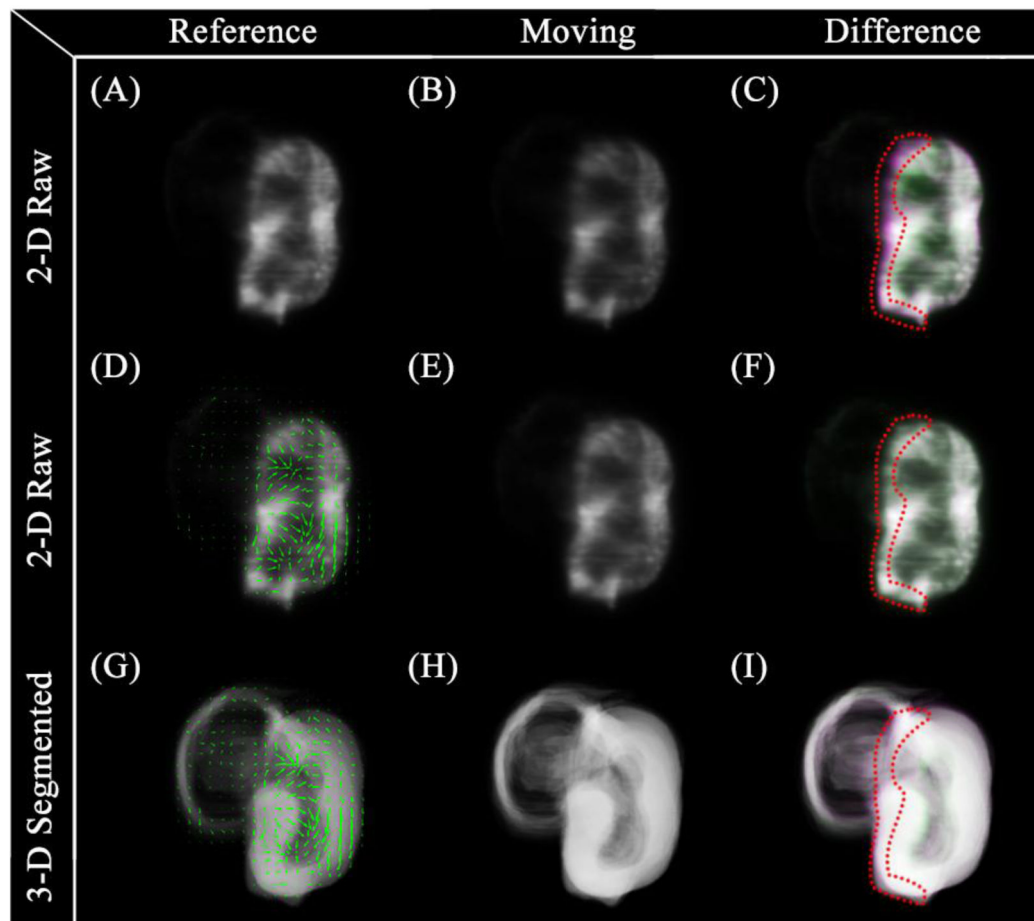 Reference Moving Difference
(A) (B) (C)
2-D Raw
(D) (E) (F)
2-D Raw
(G) (H) (I)
3-D Segmented